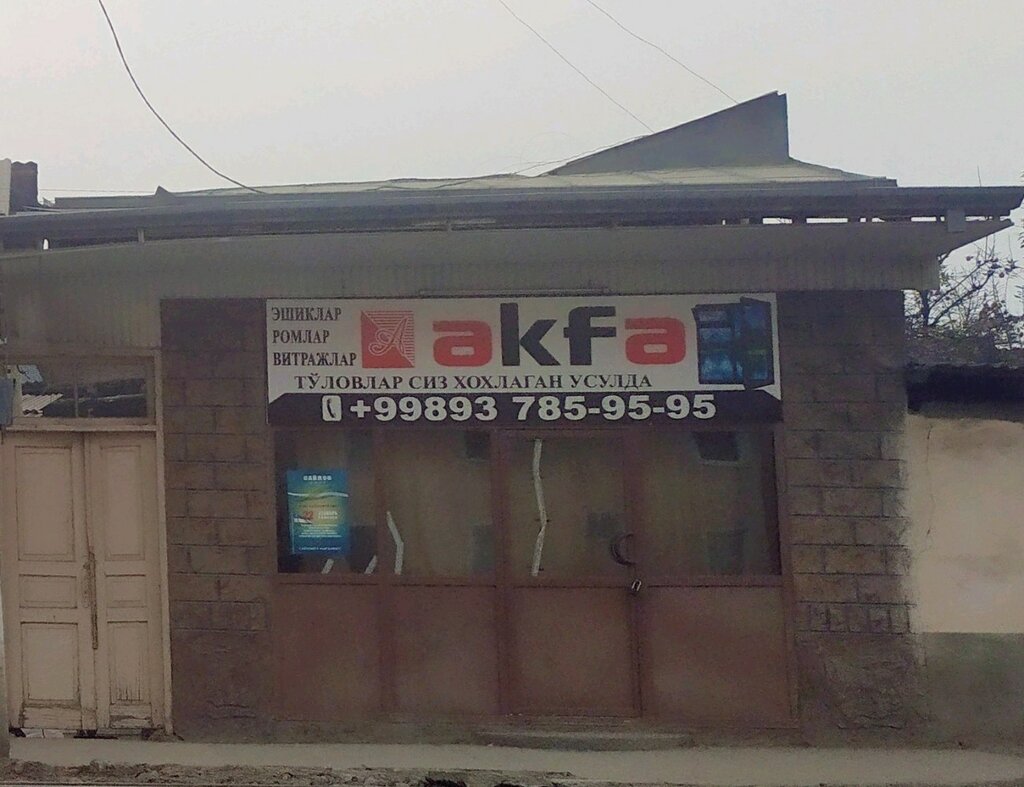 ЭШИКЛАР
РОМЛАР
ВИТРАЖЛАР
akfa
ТЎЛОВЛАР СИЗ ХОХЛАГАН УСУЛДА
+99893 785-95-95